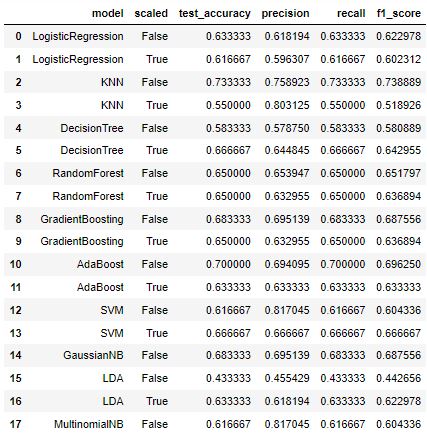 model scaled test_accuracy precision recall f1_score
0 LogisticRegression False 0.633333 0.618194 0.633333 0.622978
1 LogisticRegression True 0.616667 0.596307 0.616667 0.602312
2 KNN False 0.733333 0.758923 0.733333 0.738889
3 KNN True 0.550000 0.803125 0.550000 0.518926
4 DecisionTree False 0.583333 0.578750 0.583333 0.580889
5 DecisionTree True 0.666667 0.644845 0.666667 0.642955
6 RandomForest False 0.650000 0.653947 0.650000 0.651797
7 RandomForest True 0.650000 0.632955 0.650000 0.636894
8 GradientBoosting False 0.683333 0.695139 0.683333 0.687556
9 GradientBoosting True 0.650000 0.632955 0.650000 0.636894
10 AdaBoost False 0.700000 0.694095 0.700000 0.696250
11 AdaBoost True 0.633333 0.633333 0.633333 0.633333
12 SVM False 0.616667 0.817045 0.616667 0.604336
13 SVM True 0.666667 0.666667 0.666667 0.666667
14 GaussianNB False 0.683333 0.695139 0.683333 0.687556
15 LDA False 0.433333 0.455429 0.433333 0.442656
16 LDA True 0.633333 0.618194 0.633333 0.622978
17 MultinomialNB False 0.616667 0.817045 0.616667 0.604336